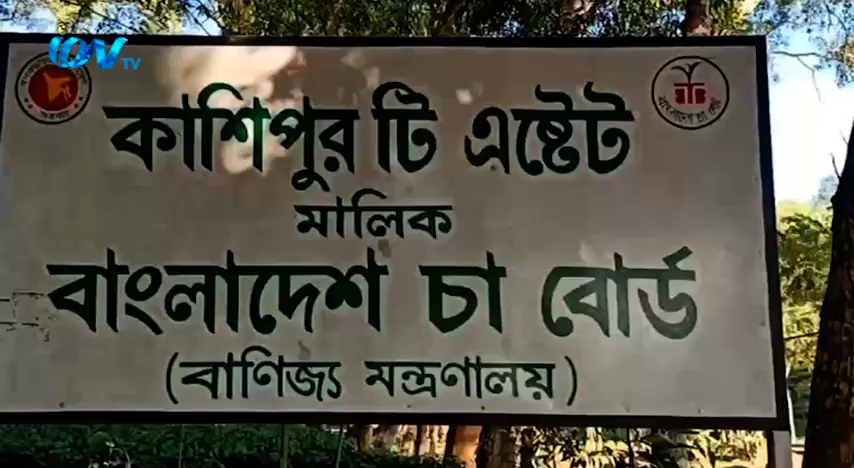 IOV TV
কাশিপুর টি এষ্টেট
মালিক
বাংলাদেশ চা বোর্ড
(বাণিজ্য মন্ত্রণালয়)